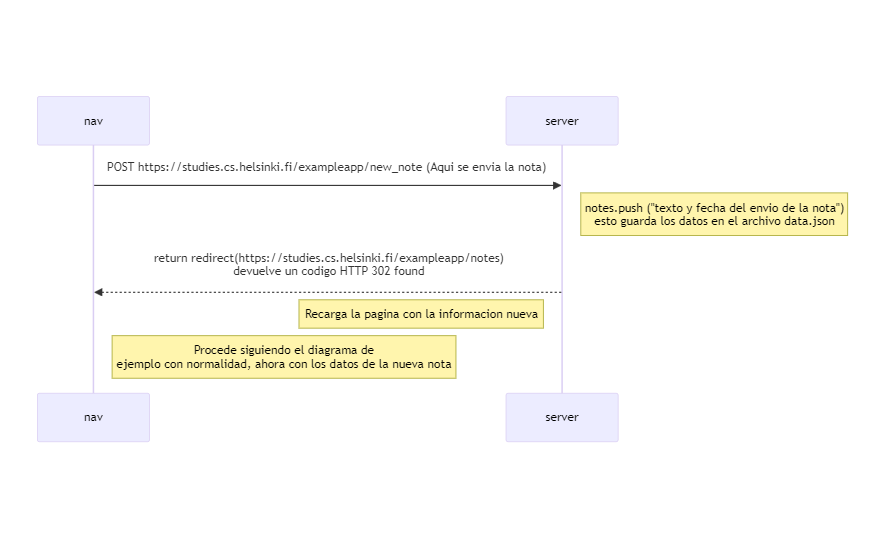 nav
server
POST https://studies.cs.helsinki.fi/exampleapp/new_note (Aqui se envia la nota)
notes.push ("texto y fecha del envio de la nota")
esto guarda los datos en el archivo data.json
return redirect(https://studies.cs.helsinki.fi/exampleapp/notes)
devuelve un codigo HTTP 302 found
Recarga la pagina con la informacion nueva
Procede siguiendo el diagrama de
ejemplo con normalidad, ahora con los datos de la nueva nota
nav
server